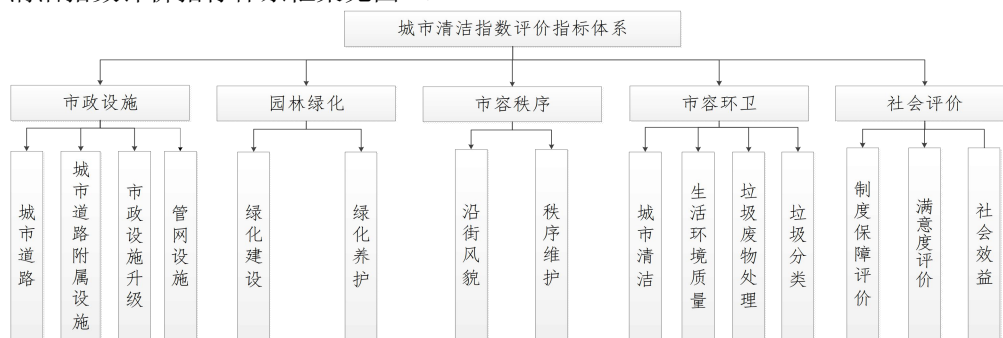 城市清洁指数评价指标体系
市政设施
园林绿化
市容秩序
市容环卫
社会评价
城市道路
城市道路附属设施
市政设施升级
管网设施
绿化建设
绿化养护
沿街风貌
秩序维护
城市清洁
生活环境质量
垃圾废物处理
垃圾分类
制度保障评价
满意度评价
社会效益